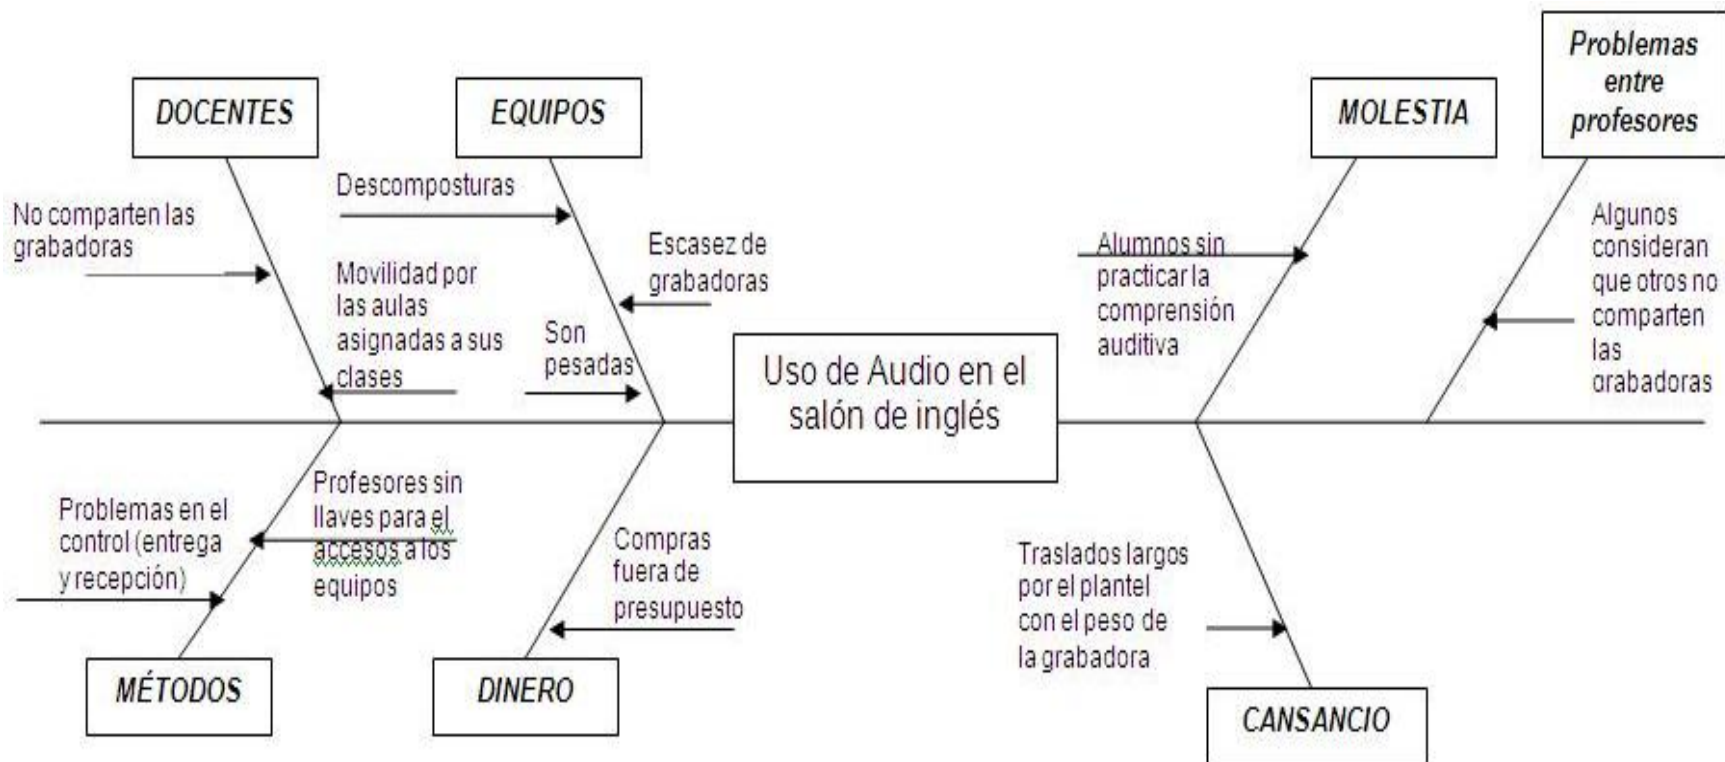 DOCENTES
EQUIPOS
MOLESTIA
Problemas
entre
profesores
No comparten las
grabadoras
Descomposturas
Movilidad por
las aulas
asignadas a sus
clases
Escasez de
grabadoras
Son
pesadas
Uso de Audio en el
salón de inglés
Alumnos sin
practicar la
comprensión
auditiva
Algunos
consideran
que otros no
comparten
las
grabadoras
Problemas en el
control (entrega
y recepción)
Profesores sin
llaves para el
accesos a los
equipos
Compras
fuera de
presupuesto
Traslados largos
por el plantel
con el peso de
la grabadora
MÉTODOS
DINERO
CANSANCIO